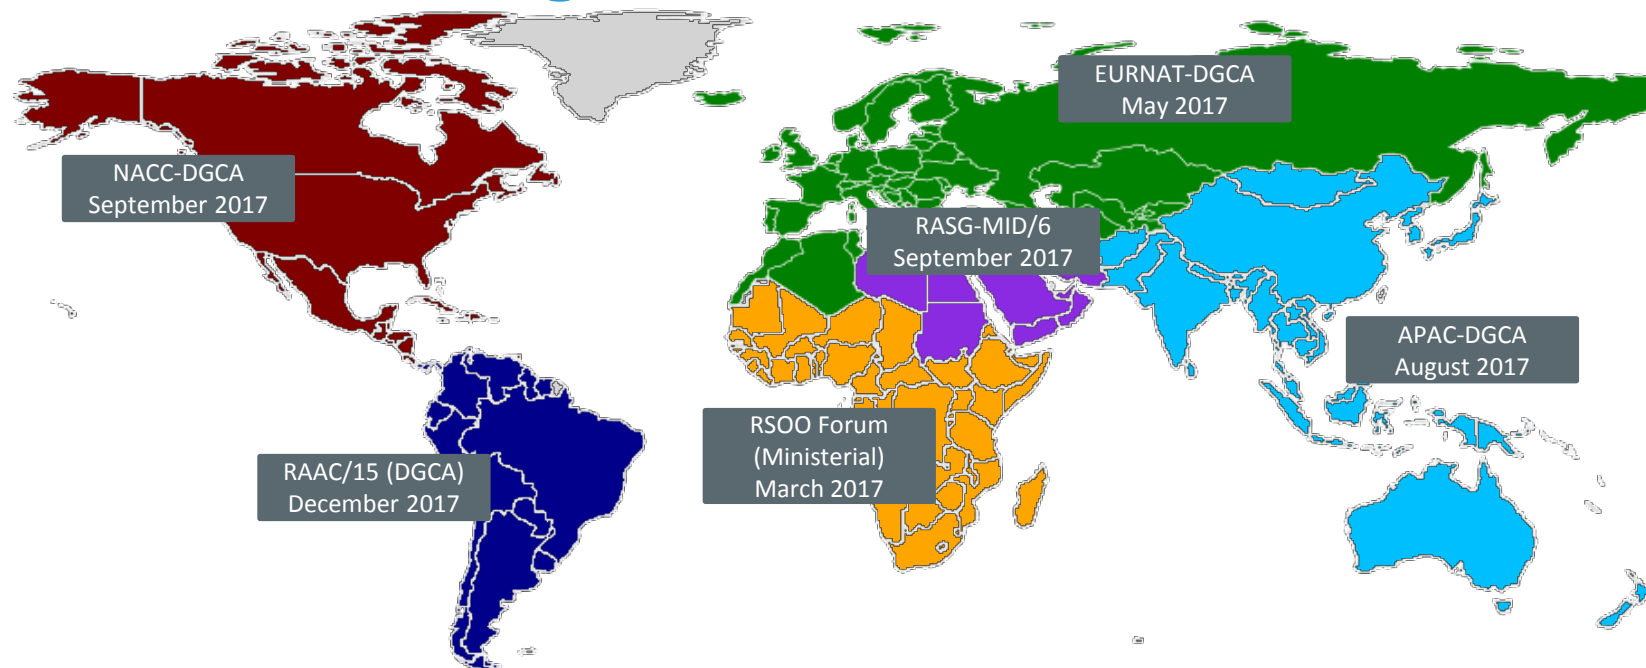 EURNAT-DGCA
May 2017
NACC-DGCA
September 2017
RASG-MID/6
September 2017
APAC-DGCA
August 2017
RSOO Forum
(Ministerial)
March 2017
RAAC/15 (DGCA)
December 2017